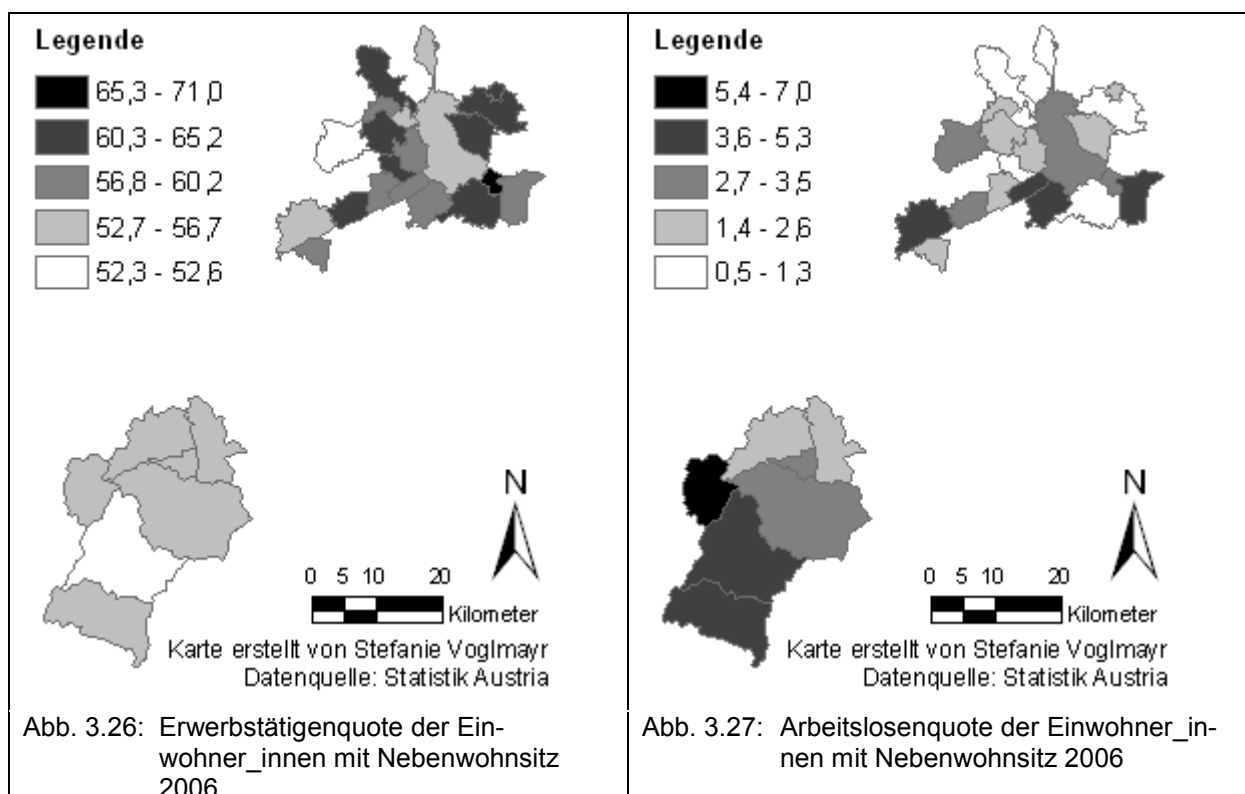 Legende
65,3 - 71,0
60,3 - 65,2
56,8 - 60,2
52,7 - 56,7
52,3 - 52,6
N
0 5 10 20
Kilometer
Karte erstellt von Stefanie Voglmayr
Datenquelle: Statistik Austria
Abb. 3.26: Erwerbstätigenquote der Ein-
wohner_innen mit Nebenwohnsitz
2006
Legende
5,4 - 7,0
3,6 - 5,3
2,7 - 3,5
1,4 - 2,6
0,5 - 1,3
N
0 5 10 20
Kilometer
Karte erstellt von Stefanie Voglmayr
Datenquelle: Statistik Austria
Abb. 3.27: Arbeitslosenquote der Einwohner_in-
nen mit Nebenwohnsitz 2006